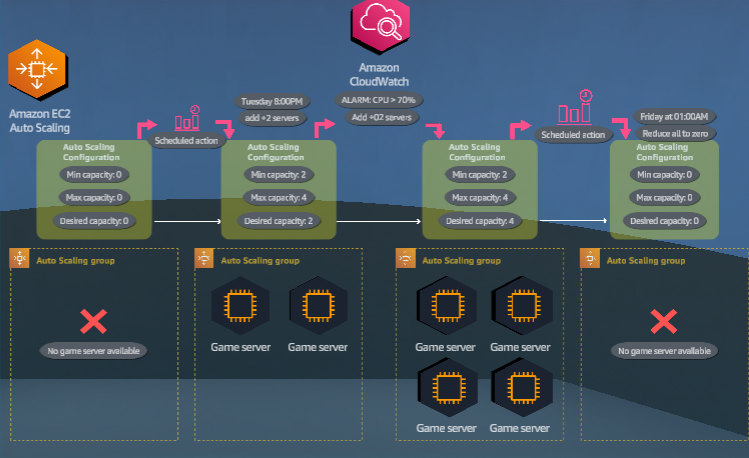 Amazon
CloudWatch
Amazon EC2
Auto Scaling
Scheduled action
Tuesday 8:00PM
add +2 servers
ALARM: CPU > 70%
Add +02 servers
Scheduled action
Friday at 01:00AM
Reduce all to zero
Auto Scaling
Configuration
Min capacity: 0
Max capacity: 0
Desired capacity: 0
Auto Scaling
Configuration
Min capacity: 2
Max capacity: 4
Desired capacity: 2
Auto Scaling
Configuration
Min capacity: 2
Max capacity: 4
Desired capacity: 4
Auto Scaling
Configuration
Min capacity: 0
Max capacity: 0
Desired capacity: 0
Auto Scaling group
No game server available
Auto Scaling group
Game server
Game server
Auto Scaling group
Game server
Game server
Game server
Game server
Auto Scaling group
No game server available